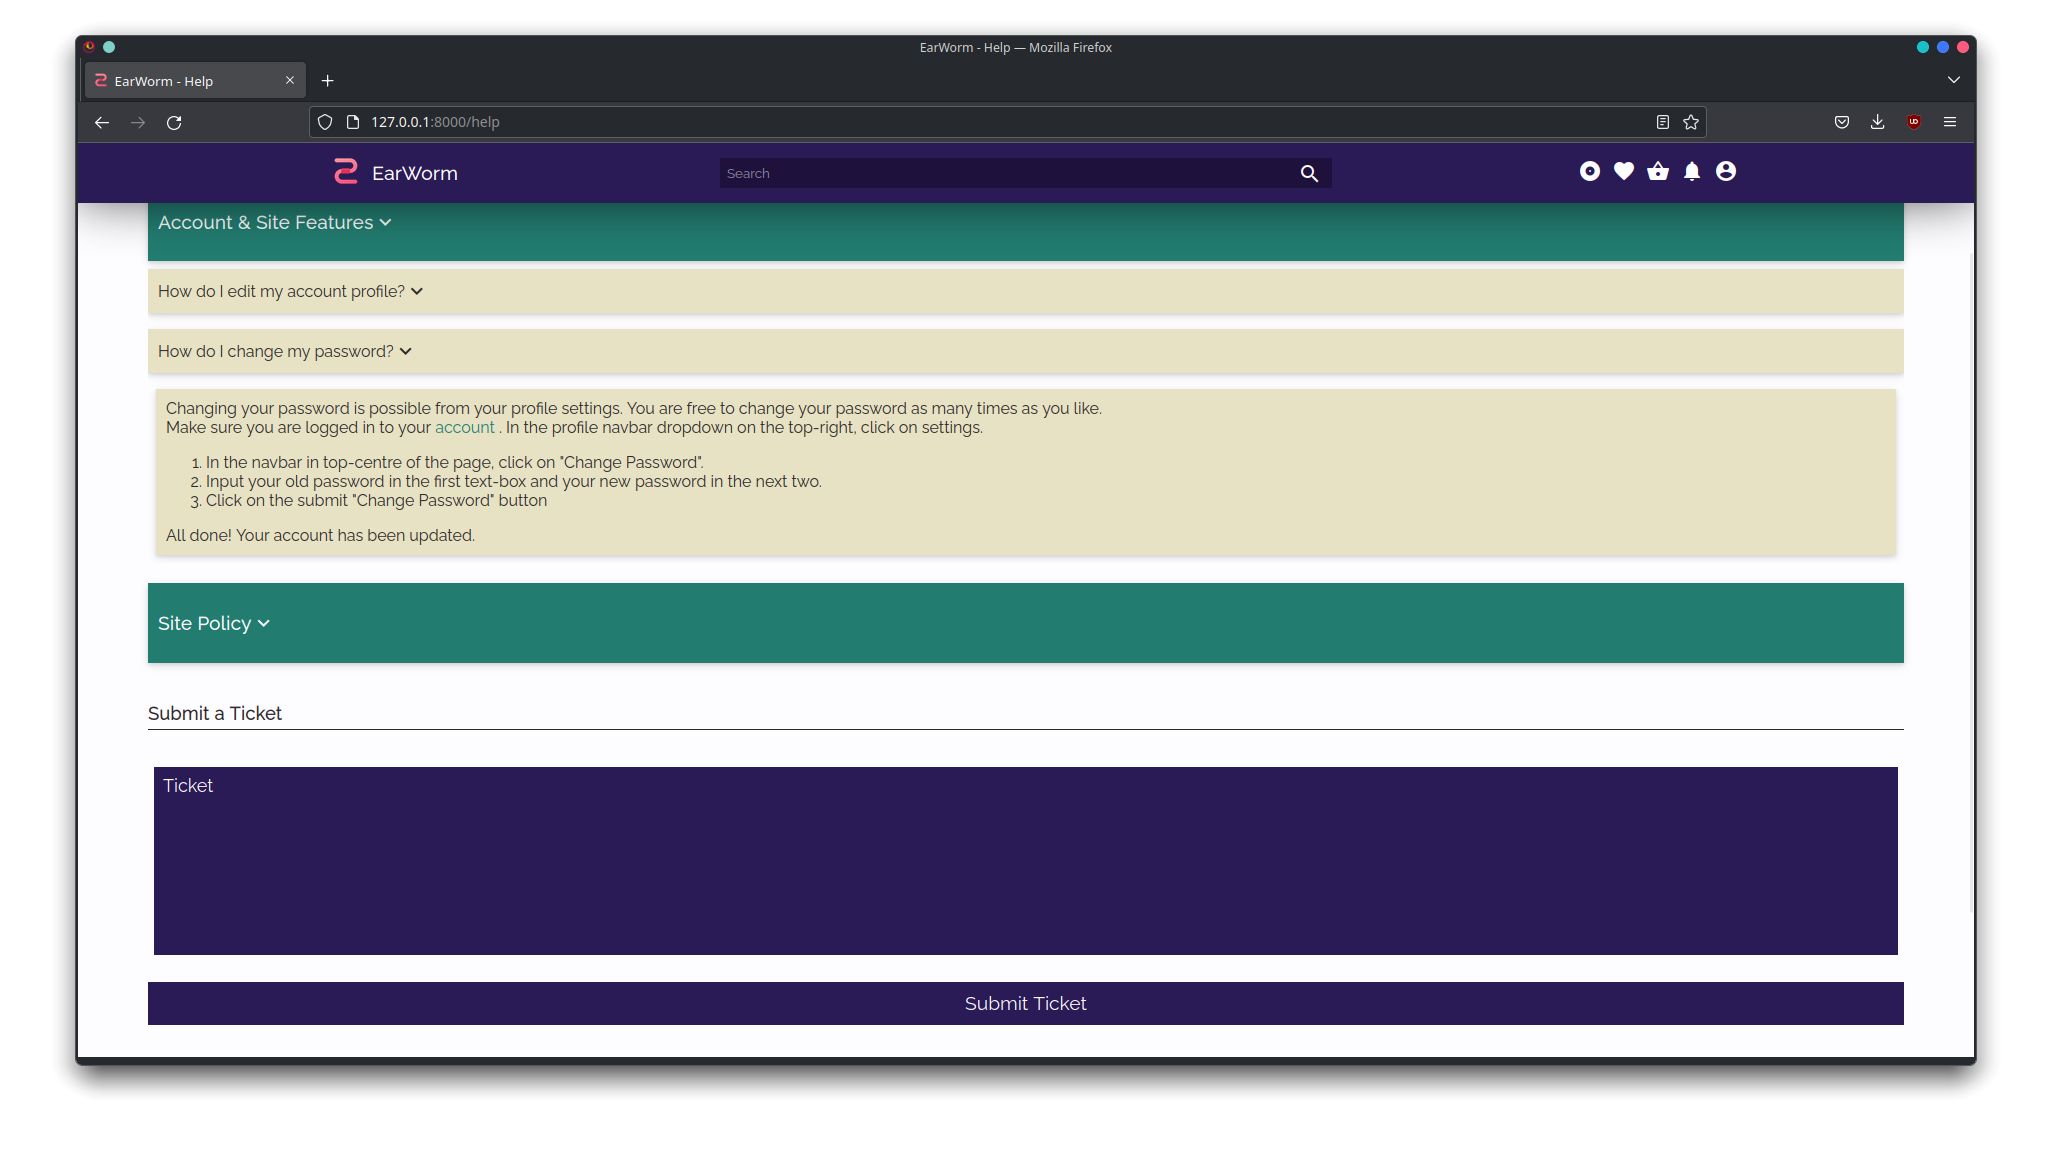 EarWorm - Help — Mozilla Firefox
EarWorm - Help
127.0.0.1:8000/help
EarWorm
Search
Account & Site Features
How do I edit my account profile?
How do I change my password?
Changing your password is possible from your profile settings. You are free to change your password as many times as you like.
Make sure you are logged in to your account . In the profile navbar dropdown on the top-right, click on settings.
1. In the navbar in top-centre of the page, click on "Change Password".
2. Input your old password in the first text-box and your new password in the next two.
3. Click on the submit "Change Password" button
All done! Your account has been updated.
Site Policy
Submit a Ticket
Ticket
Submit Ticket